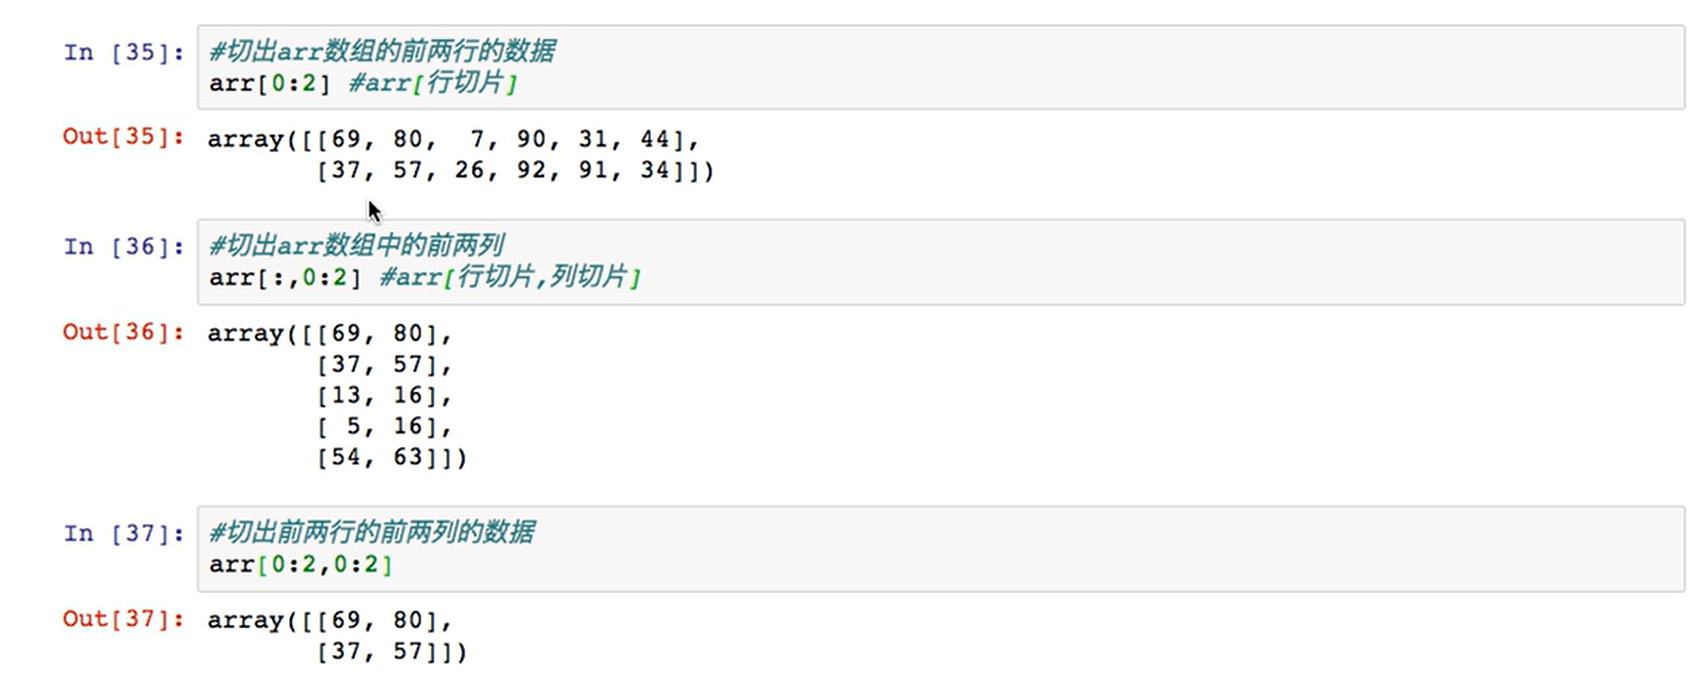 In [35]: #切出arr数组的前两行的数据
arr[0:2] #arr[行切片]
Out[35]: array([[69, 80,  7, 90, 31, 44],
       [37, 57, 26, 92, 91, 34]])
In [36]: #切出arr数组中的前两列
arr[:,0:2] #arr[行切片,列切片]
Out[36]: array([[69, 80],
       [37, 57],
       [13, 16],
       [ 5, 16],
       [54, 63]])
In [37]: #切出前两行的前两列的数据
arr[0:2,0:2]
Out[37]: array([[69, 80],
       [37, 57]])